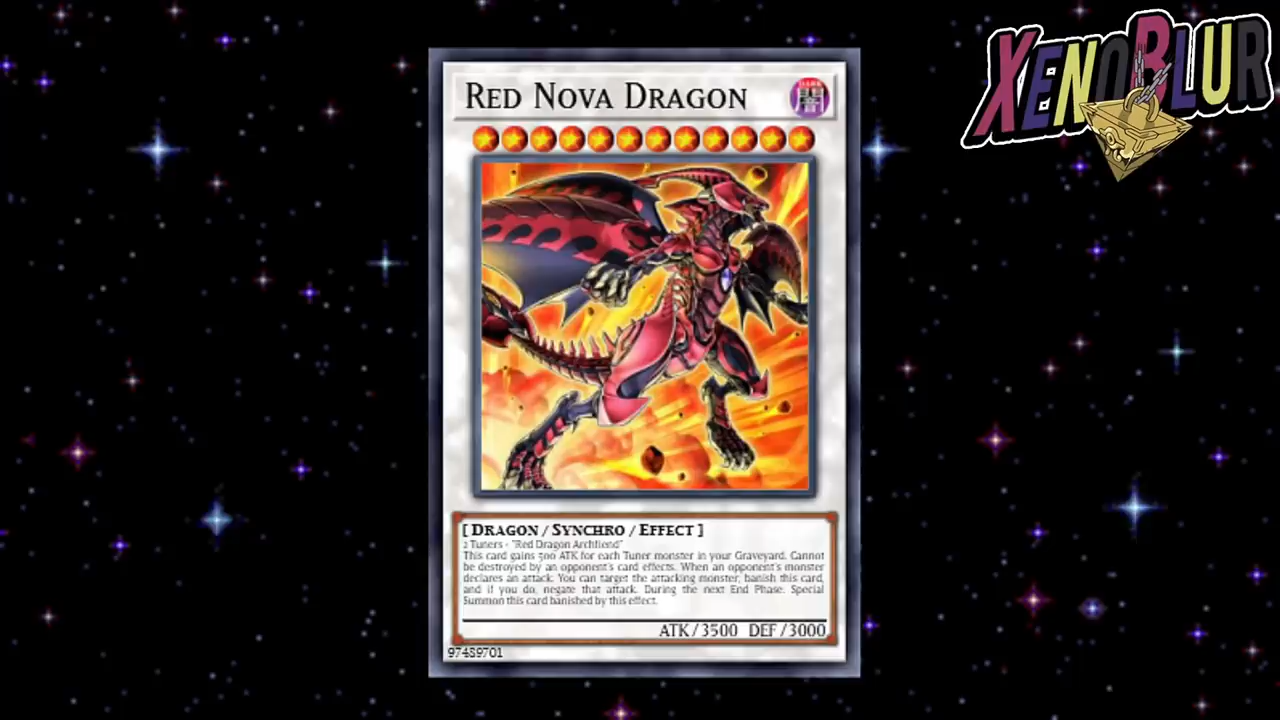 XENOBLUR
RED NOVA DRAGON
DARK
[ DRAGON / SYNCHRO / EFFECT ]
2 Tuners - "Red Dragon Archfiend"
This card gains 500 ATK for each Tuner monster in your Graveyard. Cannot
be destroyed by an opponent's card effects. When an opponent's monster
declares an attack: You can target the attacking monster; banish this card,
and if you do, negate that attack. During the next End Phase: Special
Summon this card banished by this effect.
ATK / 3500 DEF / 3000
97489701